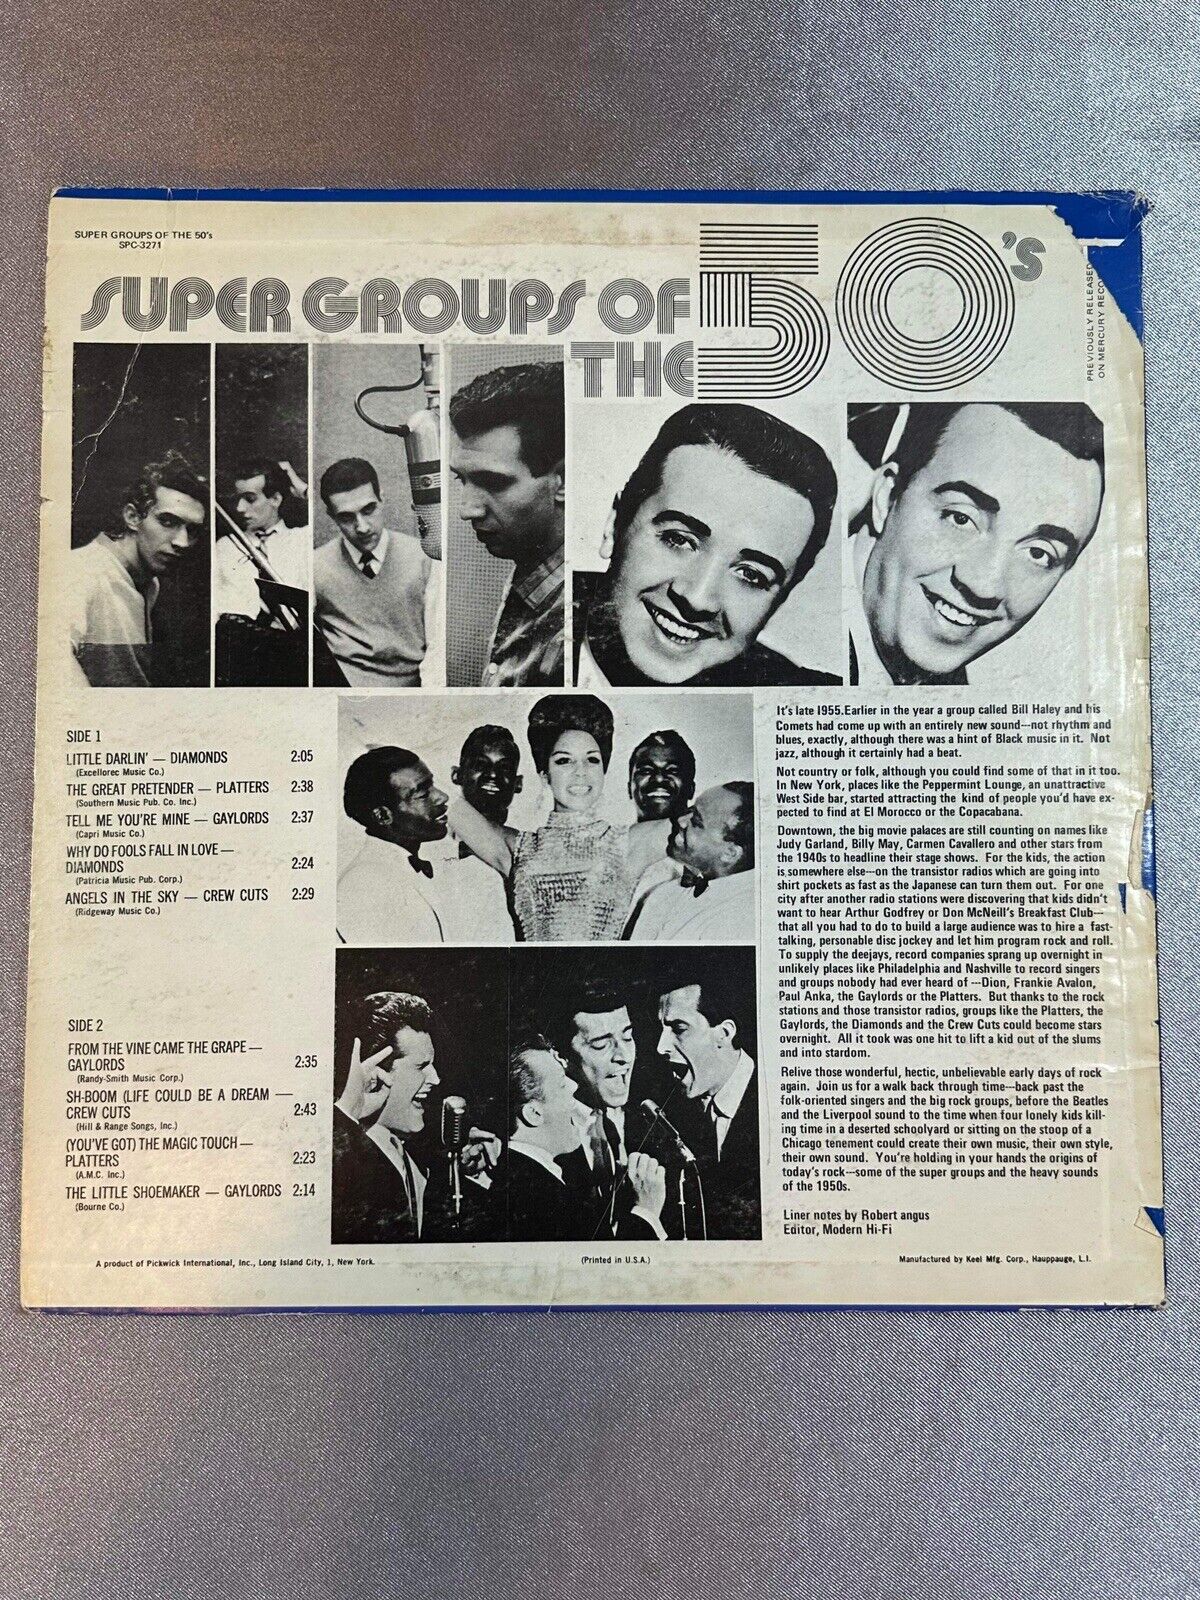 SUPER GROUPS OF THE 50's
SPC-3271
SUPER GROUPS OF
THE
50's
PREVIOUSLY RELEASED
ON MERCURY
SIDE 1
LITTLE DARLIN' — DIAMONDS 2:05
(Excellorec Music Co.)
THE GREAT PRETENDER — PLATTERS 2:38
(Southern Music Pub. Co. Inc.)
TELL ME YOU'RE MINE — GAYLORDS 2:37
(Capri Music Co.)
WHY DO FOOLS FALL IN LOVE —
DIAMONDS 2:24
(Patricia Music Pub. Corp.)
ANGELS IN THE SKY — CREW CUTS 2:29
(Ridgeway Music Co.)
SIDE 2
FROM THE VINE CAME THE GRAPE —
GAYLORDS 2:35
(Randy-Smith Music Corp.)
SH-BOOM (LIFE COULD BE A DREAM —
CREW CUTS 2:43
(Hill & Range Songs, Inc.)
(YOU'VE GOT) THE MAGIC TOUCH —
PLATTERS 2:23
(A.M.C. Inc.)
THE LITTLE SHOEMAKER — GAYLORDS 2:14
(Bourne Co.)
It's late 1955.Earlier in the year a group called Bill Haley and his
Comets had come up with an entirely new sound---not rhythm and
blues, exactly, although there was a hint of Black music in it. Not
jazz, although it certainly had a beat.
Not country or folk, although you could find some of that in it too.
In New York, places like the Peppermint Lounge, an unattractive
West Side bar, started attracting the kind of people you'd have ex-
pected to find at El Morocco or the Copacabana.
Downtown, the big movie palaces are still counting on names like
Judy Garland, Billy May, Carmen Cavallero and other stars from
the 1940s to headline their stage shows. For the kids, the action
is somewhere else---on the transistor radios which are going into
shirt pockets as fast as the Japanese can turn them out. For one
city after another radio stations were discovering that kids didn't
want to hear Arthur Godfrey or Don McNeill's Breakfast Club---
that all you had to do to build a large audience was to hire a fast-
talking, personable disc jockey and let him program rock and roll.
To supply the deejays, record companies sprang up overnight in
unlikely places like Philadelphia and Nashville to record singers
and groups nobody had ever heard of ---Dion, Frankie Avalon,
Paul Anka, the Gaylords or the Platters. But thanks to the rock
stations and those transistor radios, groups like the Platters, the
Gaylords, the Diamonds and the Crew Cuts could become stars
overnight. All it took was one hit to lift a kid out of the slums
and into stardom.
Relive those wonderful, hectic, unbelievable early days of rock
again. Join us for a walk back through time---back past the
folk-oriented singers and the big rock groups, before the Beatles
and the Liverpool sound to the time when four lonely kids kill-
ing time in a deserted schoolyard or sitting on the stoop of a
Chicago tenement could create their own music, their own style,
their own sound. You're holding in your hands the origins of
today's rock---some of the super groups and the heavy sounds
of the 1950s.
Liner notes by Robert angus
Editor, Modern Hi-Fi
A product of Pickwick International, Inc., Long Island City, 1, New York.
(Printed in U.S.A.)
Manufactured by Keel Mfg. Corp., Hauppauge, L.I.